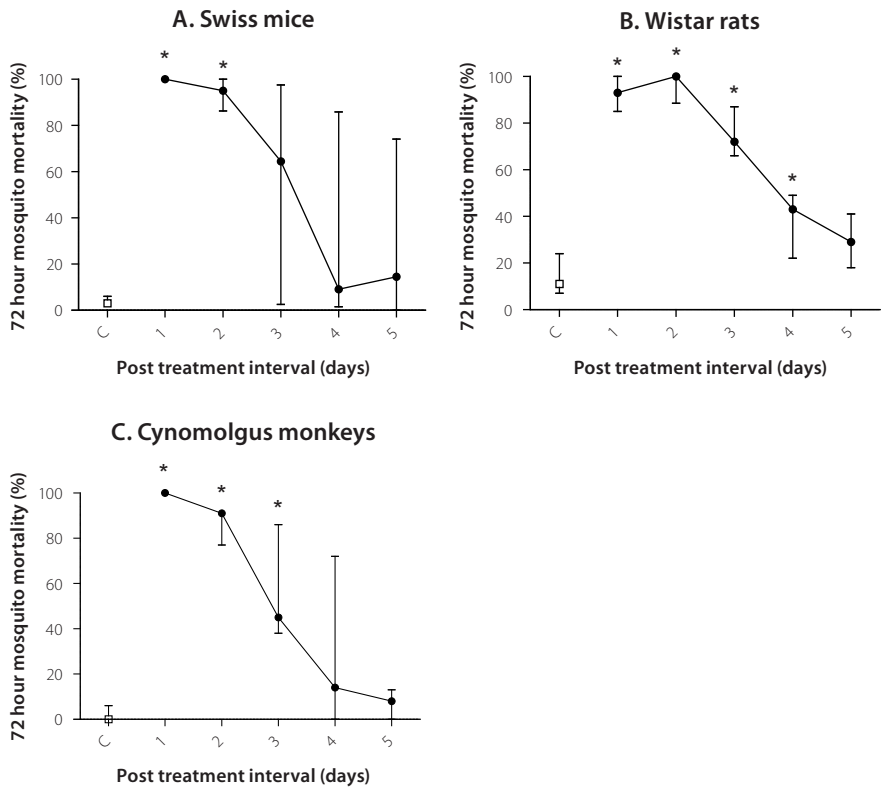 A. Swiss mice
72 hour mosquito mortality (%)
100
80
60
40
20
0
* *
C 1 2 3 4 5
Post treatment interval (days)
B. Wistar rats
72 hour mosquito mortality (%)
100
80
60
40
20
0
* * * *
C 1 2 3 4 5
Post treatment interval (days)
C. Cynomolgus monkeys
72 hour mosquito mortality (%)
100
80
60
40
20
0
* * *
C 1 2 3 4 5
Post treatment interval (days)